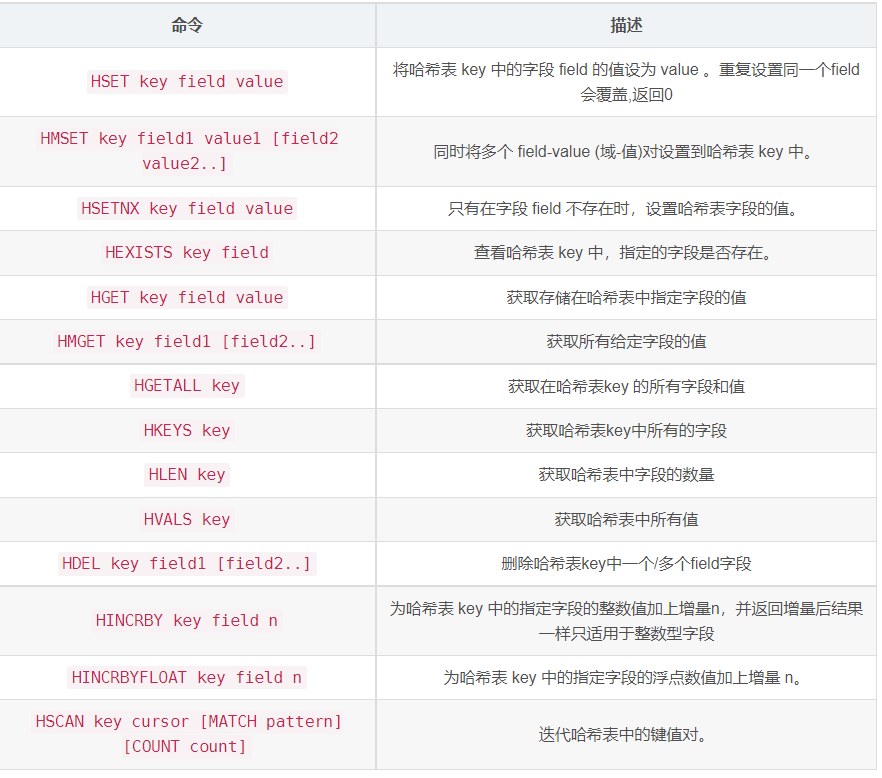 命令
描述
HSET key field value
将哈希表 key 中的字段 field 的值设为 value 。重复设置同一个field
会覆盖,返回0
HMSET key field1 value1 [field2
value2..]
同时将多个 field-value (域-值)对设置到哈希表 key 中。
HSETNX key field value
只有在字段 field 不存在时，设置哈希表字段的值。
HEXISTS key field
查看哈希表 key 中，指定的字段是否存在。
HGET key field value
获取存储在哈希表中指定字段的值
HMGET key field1 [field2..]
获取所有给定字段的值
HGETALL key
获取在哈希表key 的所有字段和值
HKEYS key
获取哈希表key中所有的字段
HLEN key
获取哈希表中字段的数量
HVALS key
获取哈希表中所有值
HDEL key field1 [field2..]
删除哈希表key中一个/多个field字段
HINCRBY key field n
为哈希表 key 中的指定字段的整数值加上增量n，并返回增量后结果
一样只适用于整数型字段
HINCRBYFLOAT key field n
为哈希表 key 中的指定字段的浮点数值加上增量 n。
HSCAN key cursor [MATCH pattern]
[COUNT count]
迭代哈希表中的键值对。